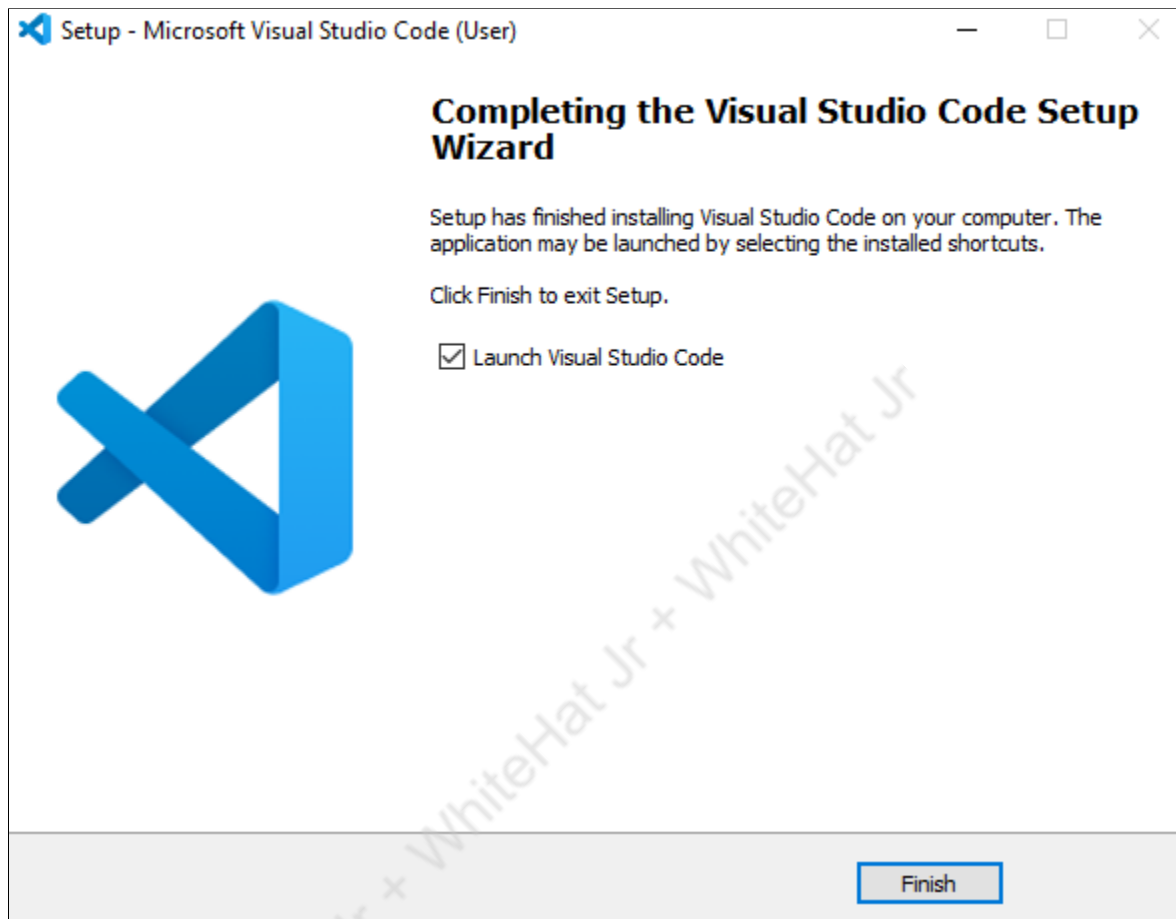 Setup - Microsoft Visual Studio Code (User)
Completing the Visual Studio Code Setup
Wizard
Setup has finished installing Visual Studio Code on your computer. The
application may be launched by selecting the installed shortcuts.
Click Finish to exit Setup.
Launch Visual Studio Code
Jr + WhiteHat Jr + WhiteHat Jr
Finish